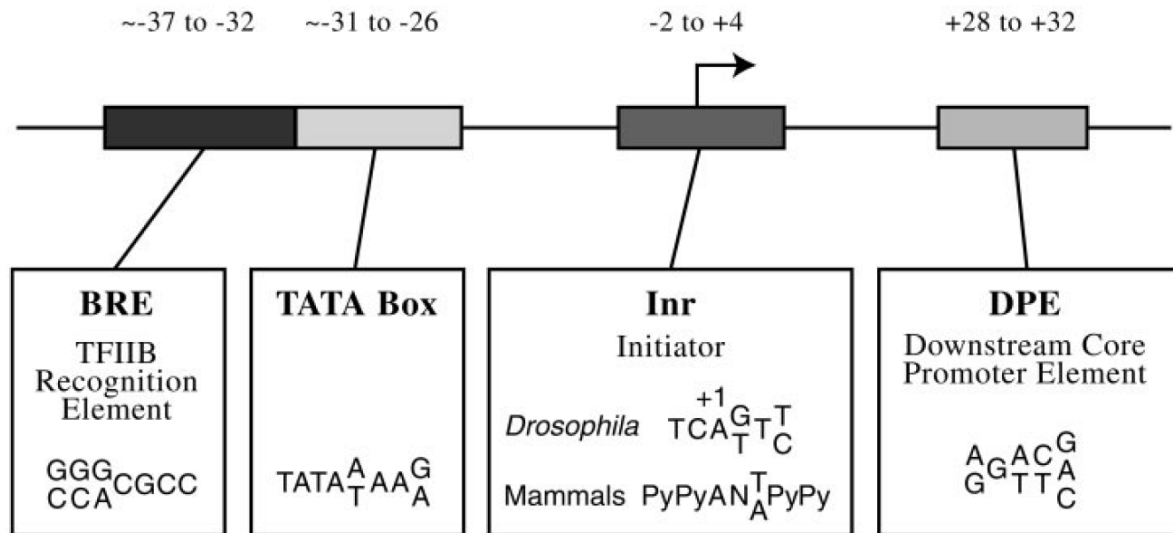 ~-37 to -32 ~-31 to -26 -2 to +4 +28 to +32
BRE
TFIIB
Recognition
Element
GGG
CGCC
CCA
TATA Box
A G
TATA AA
T A
Inr
Initiator
+1
Drosophila TCA G/T T T/C
Mammals PyPyAN T/A PyPy
DPE
Downstream Core
Promoter Element
A/G G A/T C/T G/A/C